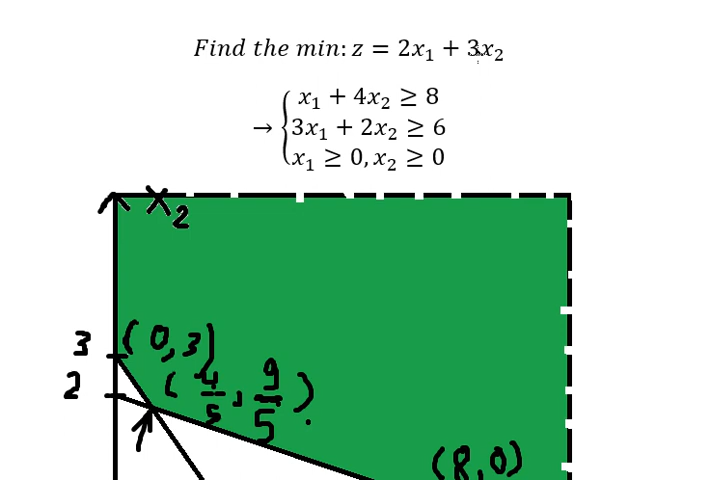 Find the min: z = 2x₁ + 3x₂
→ { x₁ + 4x₂ ≥ 8
3x₁ + 2x₂ ≥ 6
x₁ ≥ 0, x₂ ≥ 0
x₂
3 (0,3)
2 (4/5, 9/5)
(8,0)